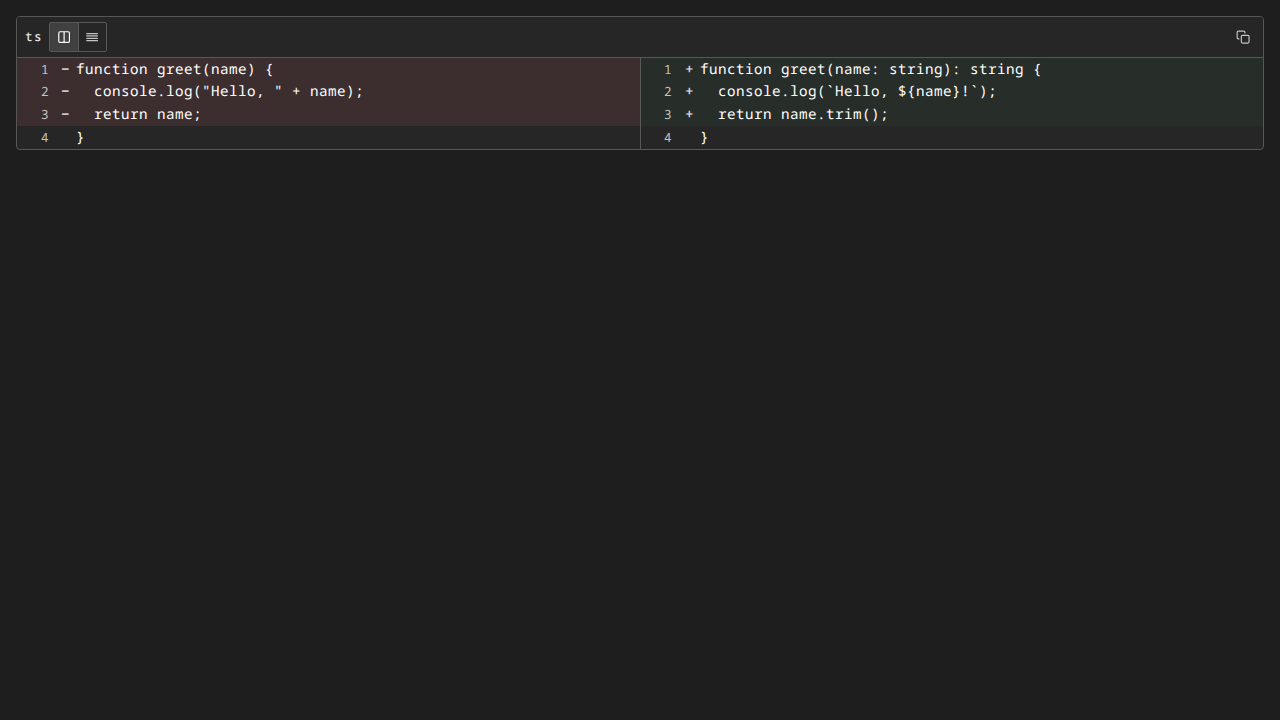 ts
1 − function greet(name) {
2 −   console.log("Hello, " + name);
3 −   return name;
4   }
1 + function greet(name: string): string {
2 +   console.log(`Hello, ${name}!`);
3 +   return name.trim();
4   }